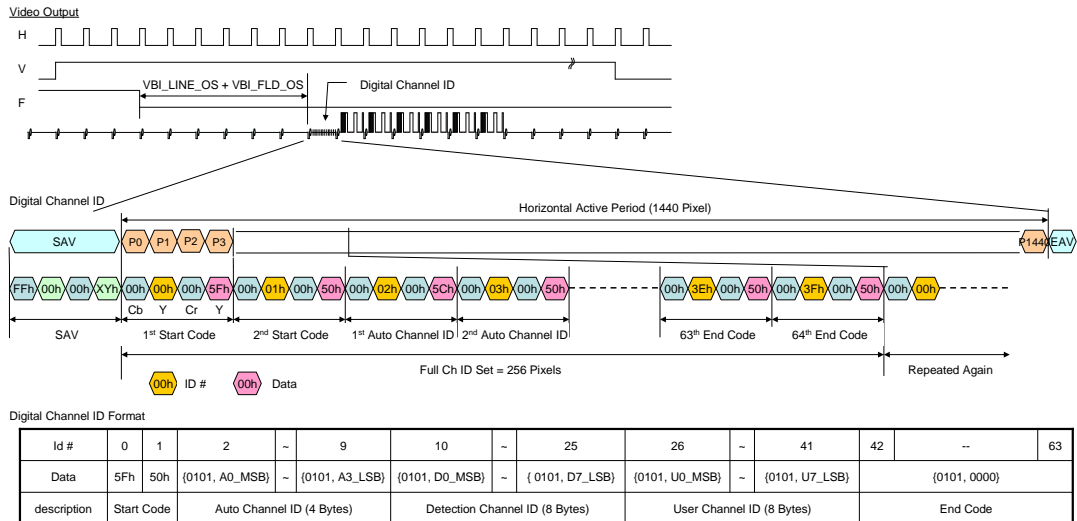 Video Output
H
V
VBI_LINE_OS + VBI_FLD_OS
Digital Channel ID
F
Digital Channel ID
Horizontal Active Period (1440 Pixel)
SAV P0 P1 P2 P3 P1440 EAV
FFh 00h 00h XYh 00h 00h 00h 5Fh 00h 01h 00h 50h 00h 02h 00h 5Ch 00h 03h 00h 50h 00h 3Eh 00h 50h 00h 3Fh 00h 50h 00h 00h
Cb Y Cr Y
SAV 1st Start Code 2nd Start Code 1st Auto Channel ID 2nd Auto Channel ID 63th End Code 64th End Code
Full Ch ID Set = 256 Pixels Repeated Again
00h ID # 00h Data
Digital Channel ID Format
Id # 0 1 2 ~ 9 10 ~ 25 26 ~ 41 42 -- 63
Data 5Fh 50h {0101, A0_MSB} ~ {0101, A3_LSB} {0101, D0_MSB} ~ { 0101, D7_LSB} {0101, U0_MSB} ~ {0101, U7_LSB} {0101, 0000}
description Start Code Auto Channel ID (4 Bytes) Detection Channel ID (8 Bytes) User Channel ID (8 Bytes) End Code